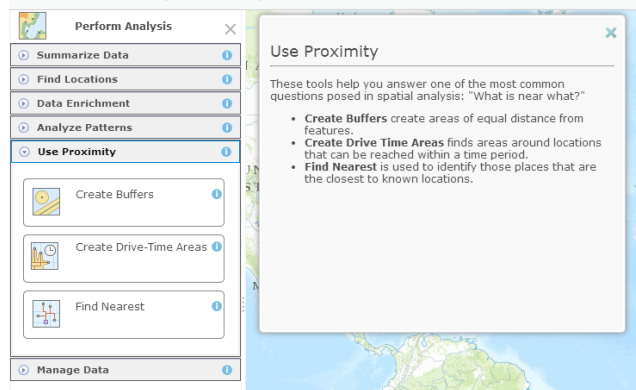 Perform Analysis
Summarize Data
Find Locations
Data Enrichment
Analyze Patterns
Use Proximity
Create Buffers
Create Drive-Time Areas
Find Nearest
Manage Data
Use Proximity
These tools help you answer one of the most common
questions posed in spatial analysis: "What is near what?"
• Create Buffers create areas of equal distance from
features.
• Create Drive Time Areas finds areas around locations
that can be reached within a time period.
• Find Nearest is used to identify those places that are
the closest to known locations.